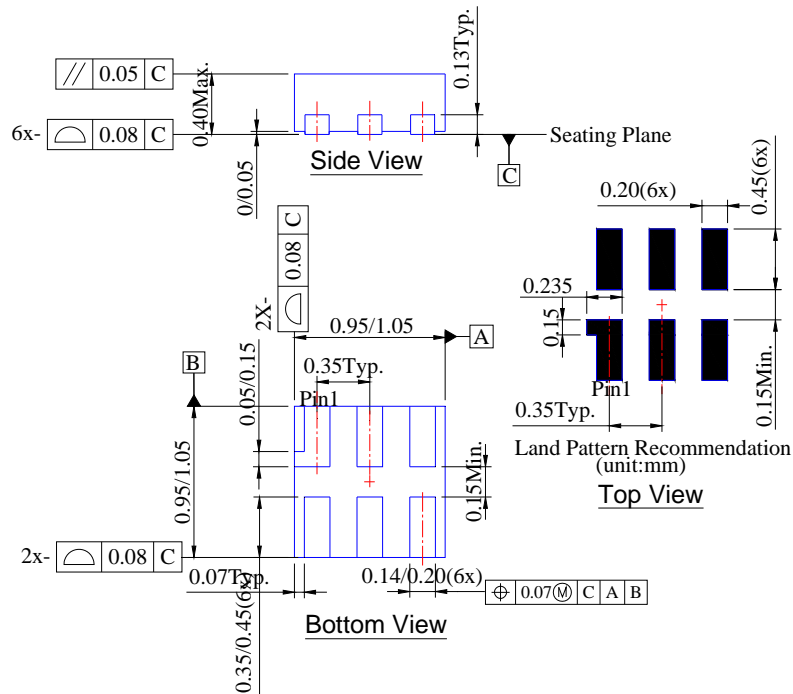 0.05 C
0.40Max.
0.13Typ.
6x- 0.08 C
Seating Plane
0/0.05
Side View
C
0.20(6x)
0.45(6x)
2X- 0.08 C
0.235
0.15
0.95/1.05
A
0.05/0.15
0.35Typ.
B
Pin1
Pin1
0.35Typ.
0.15Min.
0.95/1.05
0.15Min.
Land Pattern Recommendation
(unit:mm)
Top View
2x- 0.08 C
0.07Typ.
0.14/0.20(6x)
0.07Ⓜ C A B
0.35/0.45(6x)
Bottom View